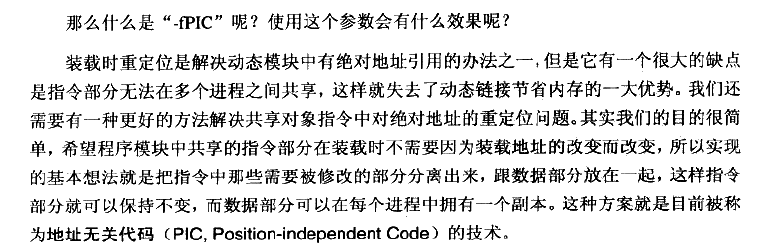 那么什么是“-fPIC”呢？使用这个参数会有什么效果呢？
装载时重定位是解决动态模块中有绝对地址引用的办法之一，但是它有一个很大的缺点
是指令部分无法在多个进程之间共享，这样就失去了动态链接节省内存的一大优势。我们还
需要有一种更好的方法解决共享对象指令中对绝对地址的重定位问题。其实我们的目的很简
单，希望程序模块中共享的指令部分在装载时不需要因为装载地址的改变而改变，所以实现
的基本想法就是把指令中那些需要被修改的部分分离出来，跟数据部分放在一起，这样指令
部分就可以保持不变，而数据部分可以在每个进程中拥有一个副本。这种方案就是目前被称
为地址无关代码（PIC, Position-independent Code）的技术。